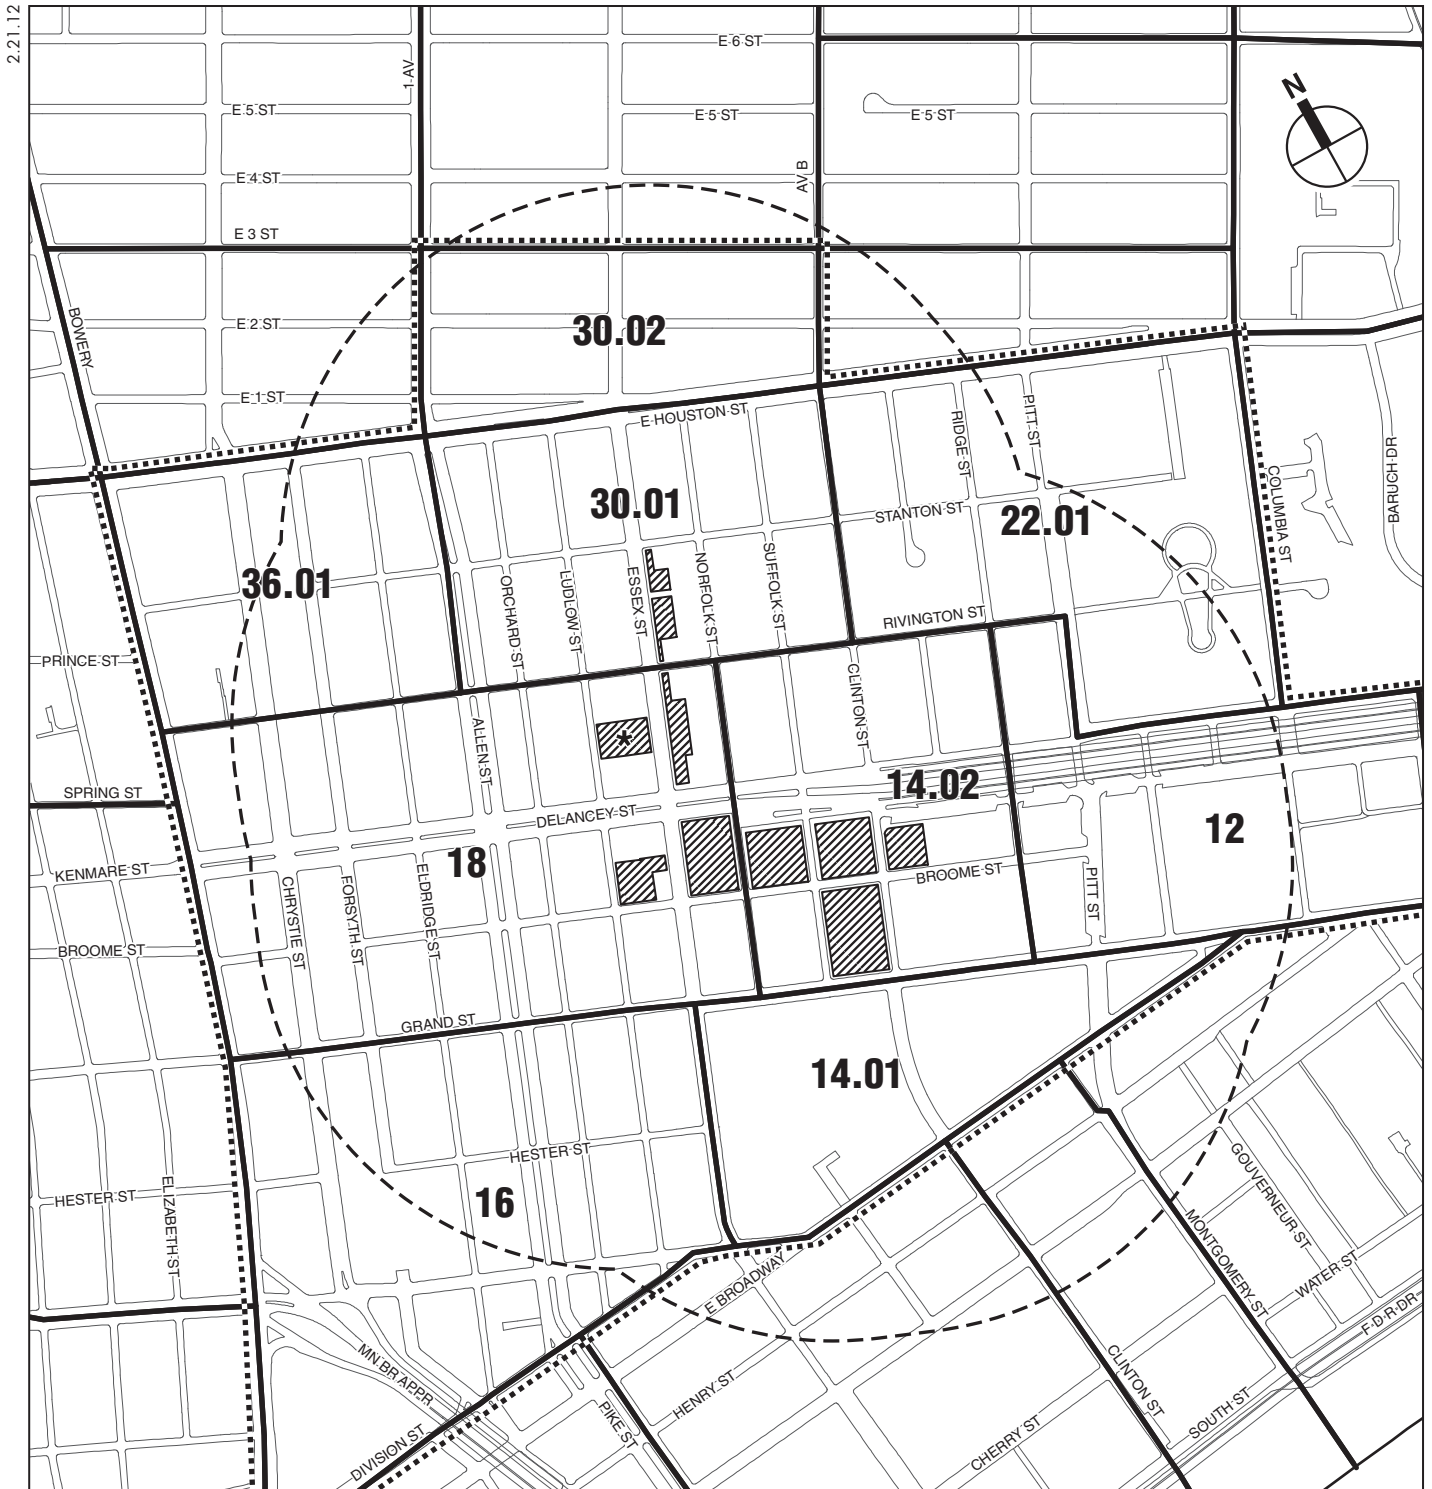 2.21.12
E 6 ST
1 AV
E 5 ST
E 5 ST
E 5 ST
N
E 4 ST
AV B
E 3 ST
BOWERY
E 2 ST
30.02
E 1 ST
E HOUSTON ST
RIDGE ST
PITT ST
COLUMBIA ST
BARUCH DR
30.01
STANTON ST
22.01
36.01
ORCHARD ST
LUDLOW ST
ESSEX ST
NORFOLK ST
SUFFOLK ST
RIVINGTON ST
PRINCE ST
CLINTON ST
ALLEN ST
*
SPRING ST
14.02
DELANCEY ST
12
KENMARE ST
18
BROOME ST
CHRYSTIE ST
FORSYTH ST
ELDRIDGE ST
PITT ST
BROOME ST
GRAND ST
14.01
HESTER ST
HESTER ST
ELIZABETH ST
16
GOUVERNEUR ST
MONTGOMERY ST
WATER ST
E BROADWAY
F D R DR
MN BR APPR
HENRY ST
CLINTON ST
PIKE ST
SOUTH ST
DIVISION ST
CHERRY ST